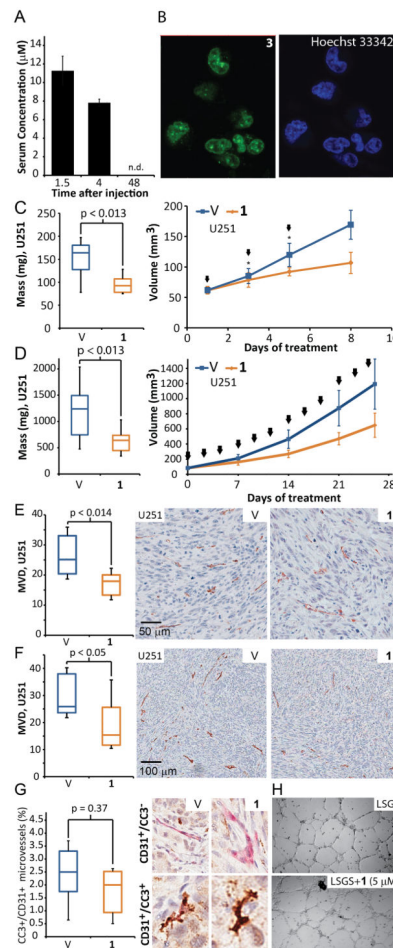 A
Serum Concentration (μM)
14
12
10
8
6
4
2
0
n.d.
1.5 4 48
Time after injection
B
3
Hoechst 33342
C
p < 0.013
Mass (mg), U251
250
200
150
100
50
0
V 1
V 1
U251
Volume (mm³)
200
150
100
50
0
* *
0 2 4 6 8 10
Days of treatment
D
p < 0.013
Mass (mg), U251
2500
2000
1500
1000
500
0
V 1
V 1
U251
Volume (mm³)
1400
1200
1000
800
600
400
200
0
0 7 14 21 28
Days of treatment
E
p < 0.014
MVD, U251
40
30
20
10
0
V 1
U251 V
50 μm
1
F
p < 0.05
MVD, U251
40
30
20
10
0
V 1
U251 V
100 μm
1
G
p = 0.37
CC3+/CD31+ microvessels (%)
4.5
3.5
3.0
2.5
2.0
1.5
1.0
0.5
0
V 1
V 1
CD31⁺/CC3⁻
CD31⁺/CC3⁺
H
LSGS
LSGS+1 (5 μM